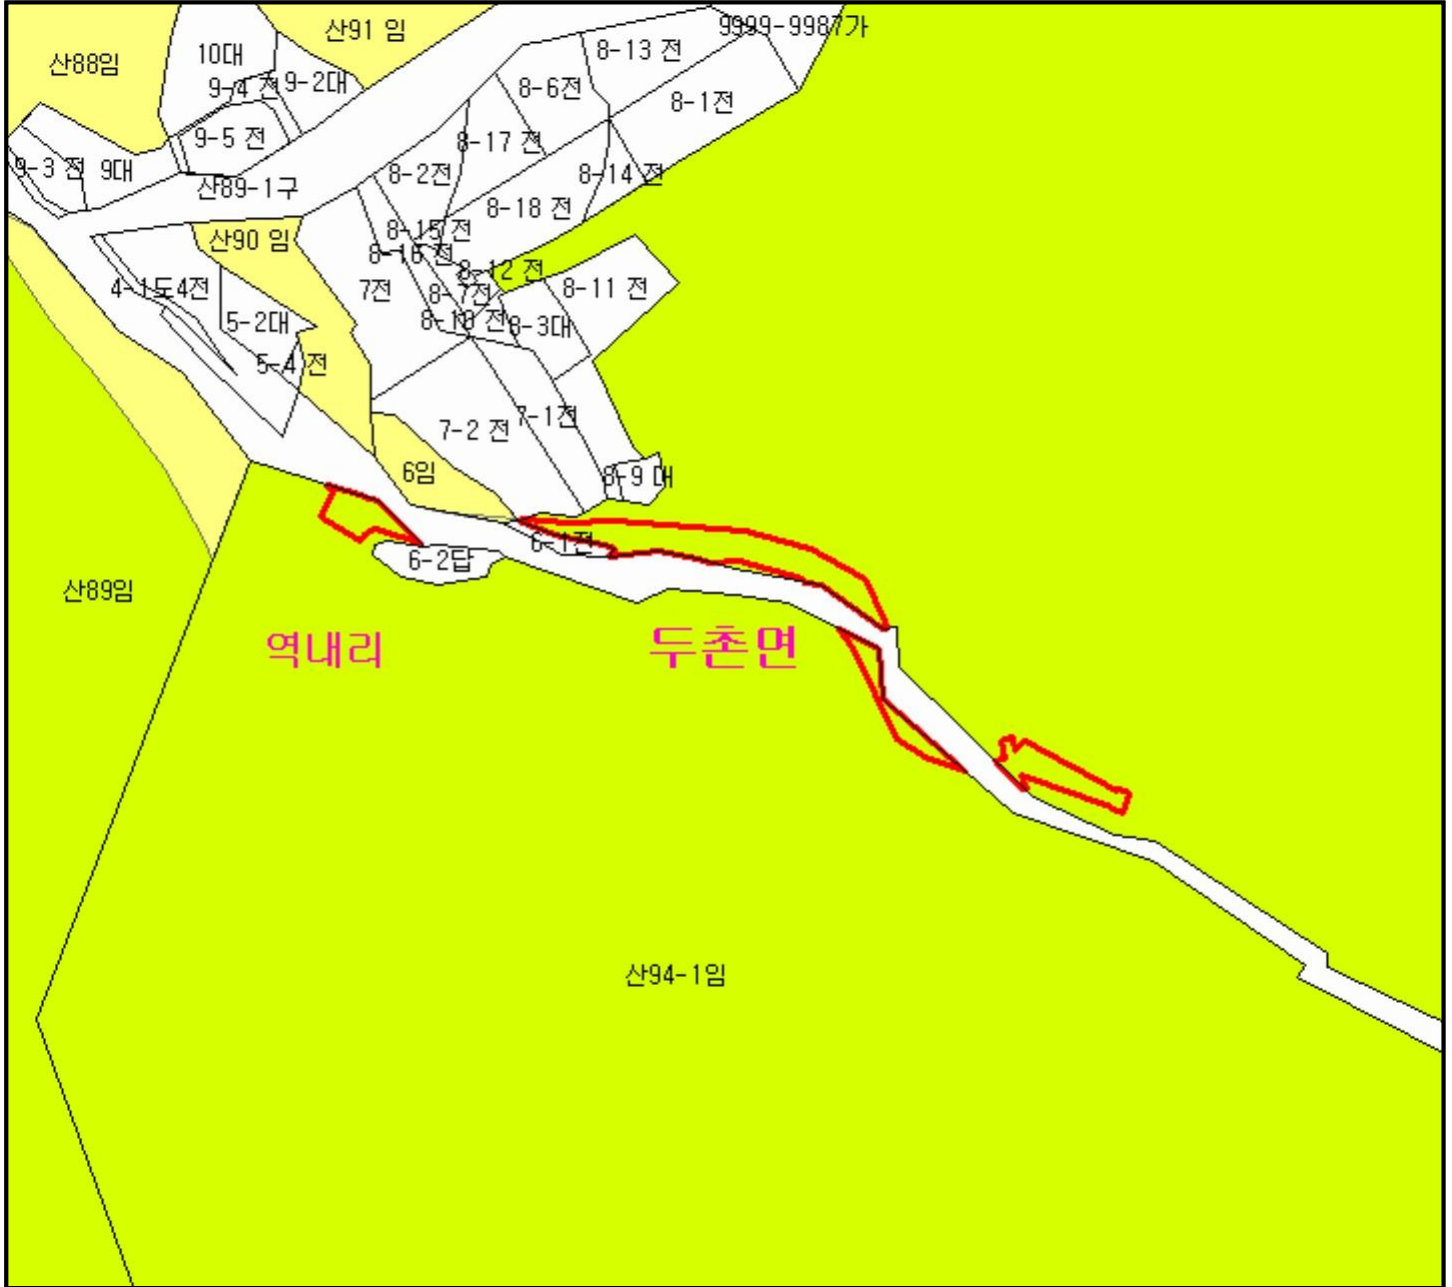 산91 임
9999-9987가
10대
산88임
8-13 전
9-4 전
9-2대
8-6전
8-1전
9-5 전
8-17 전
9-3 전
9대
8-2전
8-14 전
산89-1구
8-18 전
8-15 전
산90 임
8-16 전
8-12 전
4-1도
4전
7전
8-7전
8-11 전
5-2대
8-3대
5-4 전
7-1전
7-2 전
6임
8-9 대
6-1전
6-2답
산89임
역내리
두촌면
산94-1임